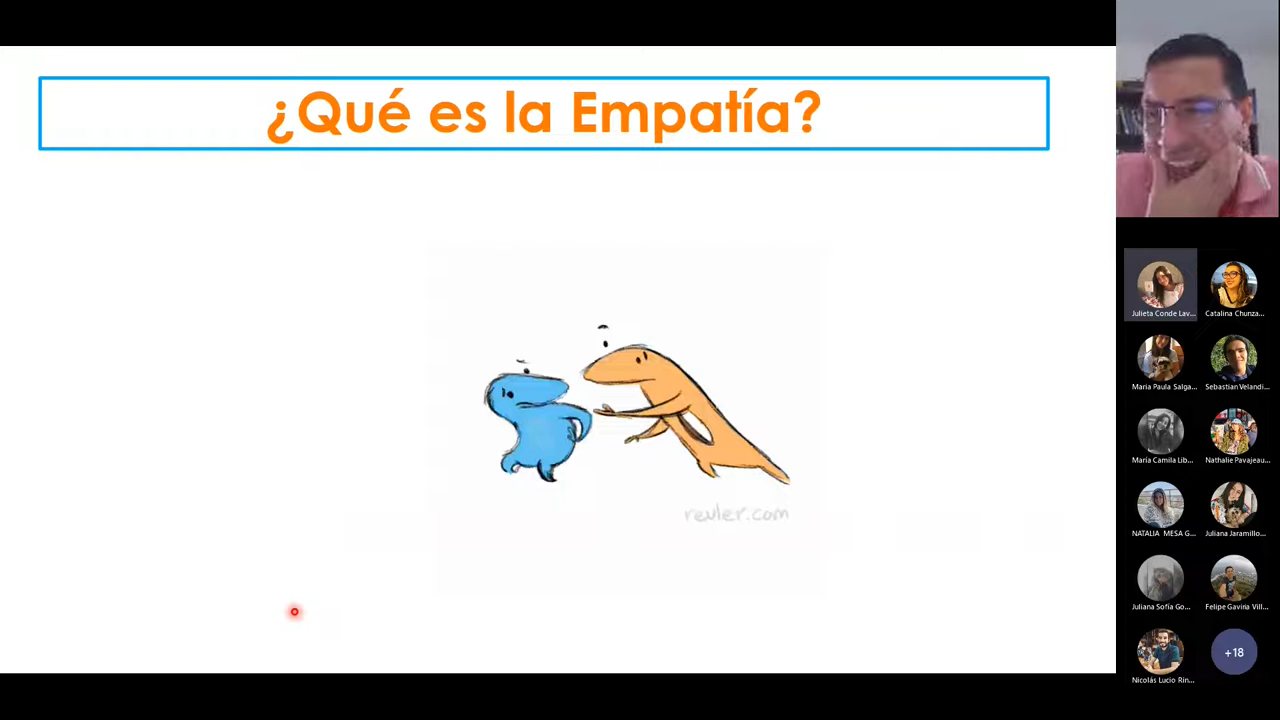 ¿Qué es la Empatía?
reuler.com
Julieta Conde Lav...
Catalina Chunza...
Maria Paula Salga...
Sebastian Velandi...
María Camila Lib...
Nathalie Pavajeau...
NATALIA MESA G...
Juliana Jaramillo...
Juliana Sofía Go...
Felipe Gaviria Vill...
Nicolás Lucio Rin...
+18